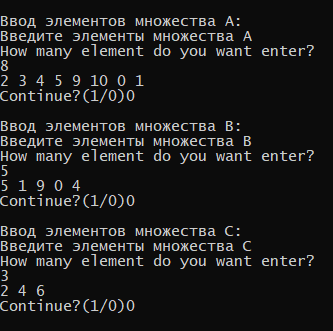 Ввод элементов множества A:
Введите элементы множества A
How many element do you want enter?
8
2 3 4 5 9 10 0 1
Continue?(1/0)0
Ввод элементов множества B:
Введите элементы множества B
How many element do you want enter?
5
5 1 9 0 4
Continue?(1/0)0
Ввод элементов множества C:
Введите элементы множества C
How many element do you want enter?
3
2 4 6
Continue?(1/0)0